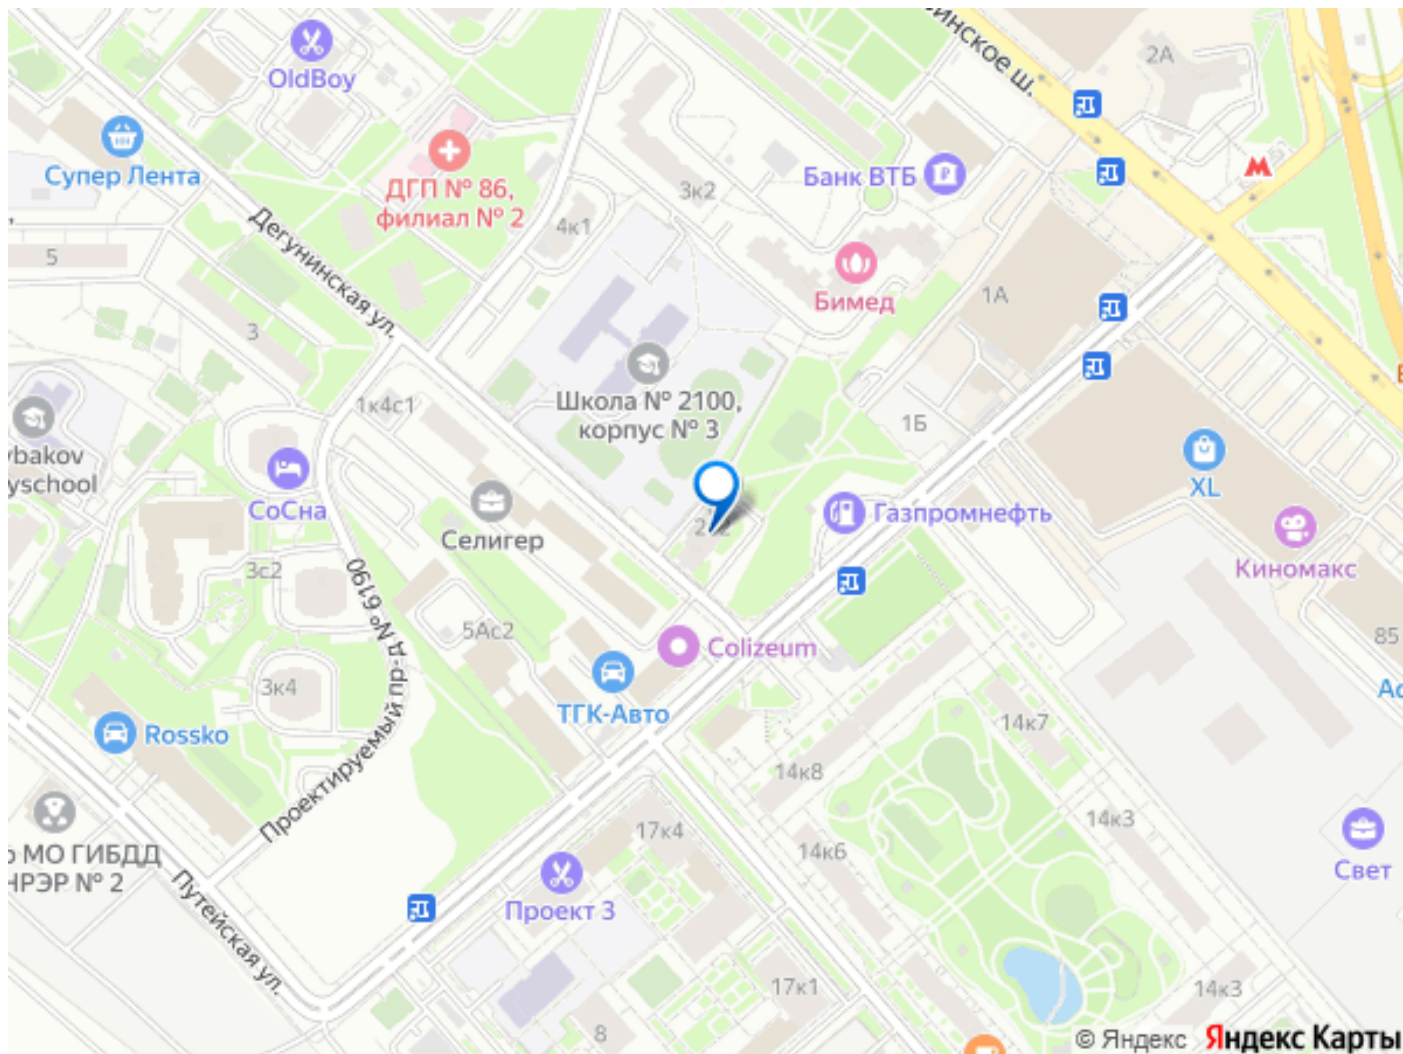 синское ш.
2А
OldBoy
Супер Лента
ДГП № 86,
филиал № 2
Банк ВТБ
3к2
4к1
Дегунинская ул.
5
Бимед
1А
3
Школа № 2100,
корпус № 3
1к4с1
1Б
ybakov
yschool
СоСна
Селигер
XL
Газпромнефть
Киномакс
3с2
Проектируемый пр-д № 6190
5Ас2
Colizeum
85
3к4
ТГК-Авто
Ас
Rossko
14к7
14к8
17к4
14к3
14к6
МО ГИБДД
НРЭР № 2
Путейская ул.
Проект 3
Свет
17к1
14к3
8
© Яндекс Яндекс Карты